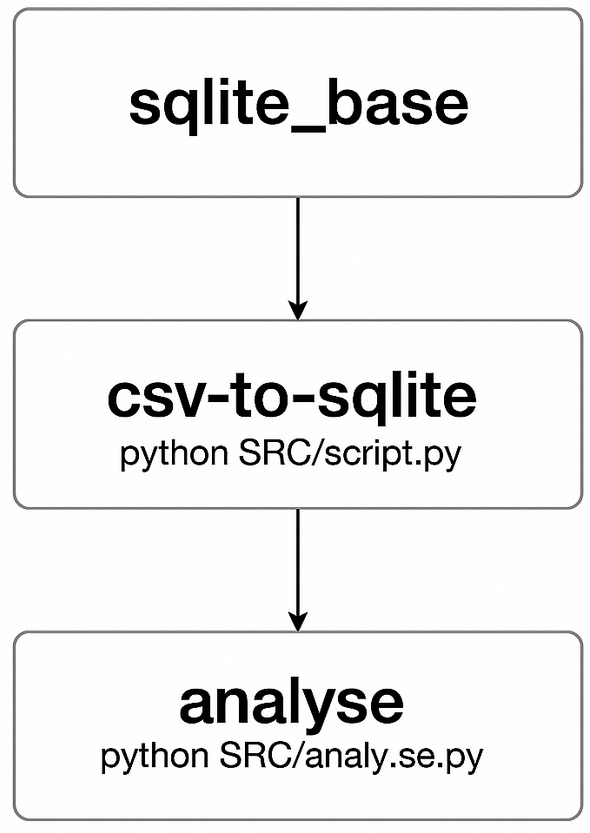 sqlite_base
csv-to-sqlite
python SRC/script.py
analyse
python SRC/analy.se.py